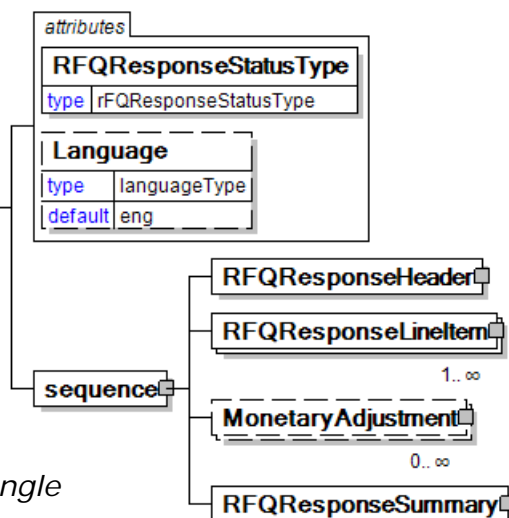 attributes
RFQResponseStatusType
type rFQResponseStatusType
Language
type languageType
default eng
RFQResponseHeader
RFQResponseLineItem
1.. ∞
sequence
MonetaryAdjustment
0.. ∞
ngle
RFQResponseSummary